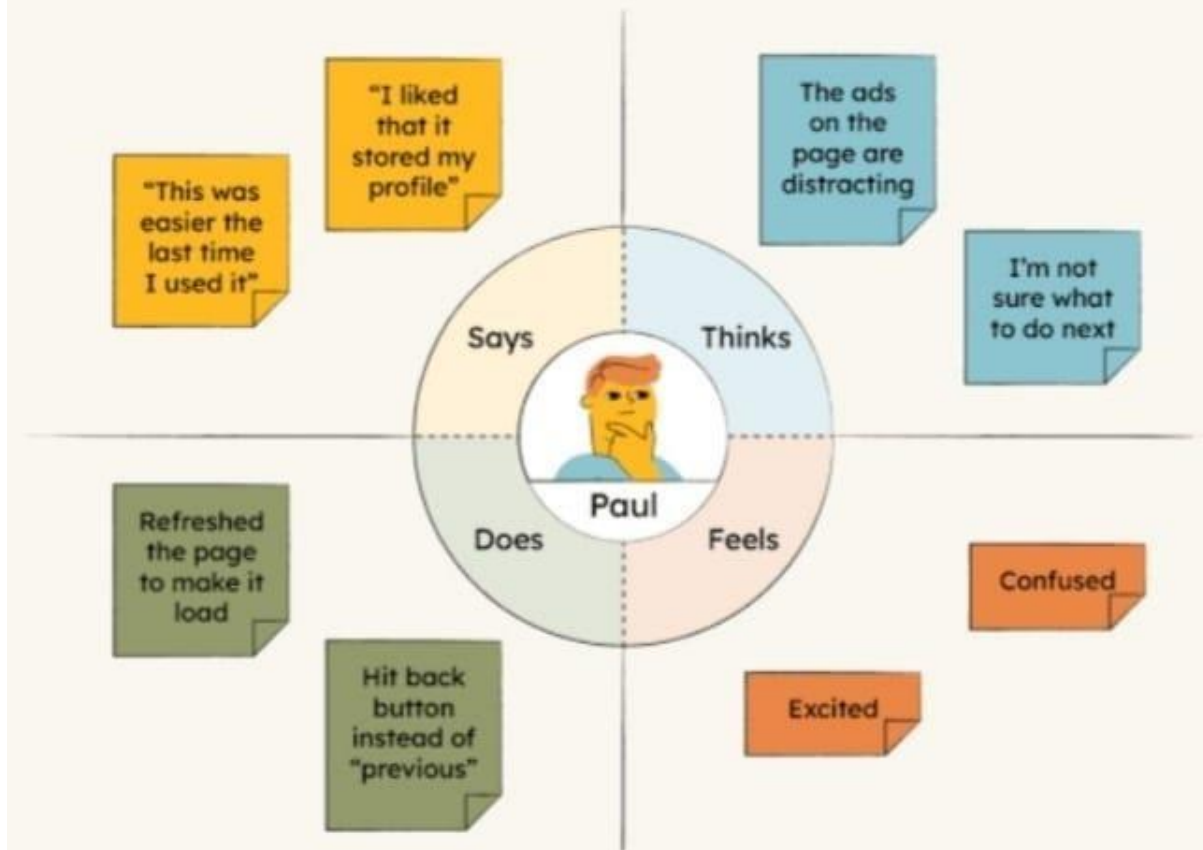 “I liked
that it
stored my
profile”
“This was
easier the
last time
I used it”
The ads
on the
page are
distracting
I’m not
sure what
to do next
Says
Thinks
Paul
Does
Feels
Refreshed
the page
to make it
load
Hit back
button
instead of
“previous”
Confused
Excited